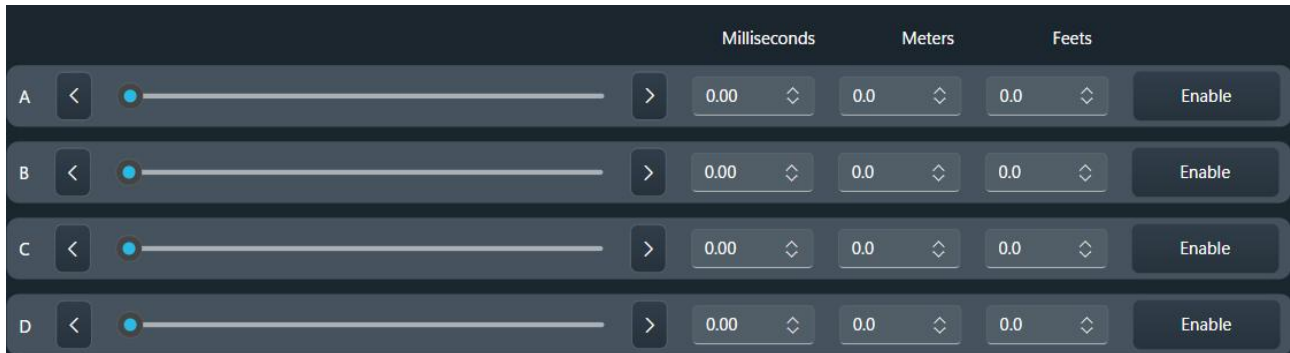 Milliseconds Meters Feets
A 0.00 0.0 0.0 Enable
B 0.00 0.0 0.0 Enable
C 0.00 0.0 0.0 Enable
D 0.00 0.0 0.0 Enable